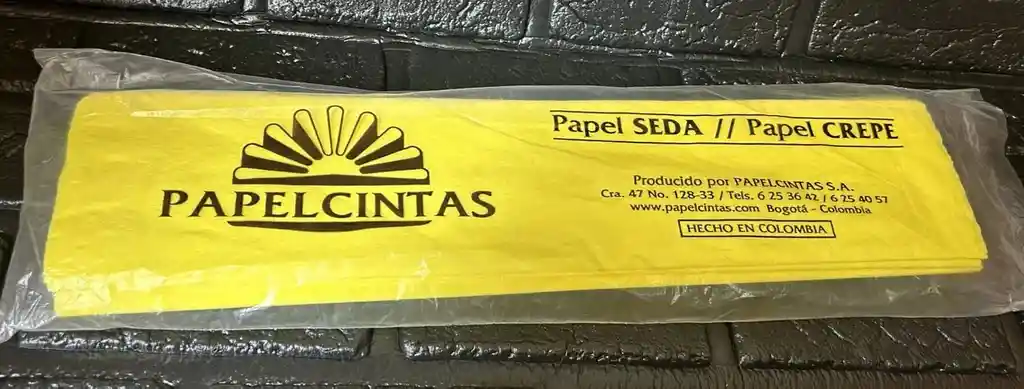 PAPELCINTAS
Papel SEDA // Papel CREPE
Producido por PAPELCINTAS S.A.
Cra. 47 No. 128-33 / Tels. 6 25 36 42 / 6 25 40 57
www.papelcintas.com Bogotá - Colombia
HECHO EN COLOMBIA